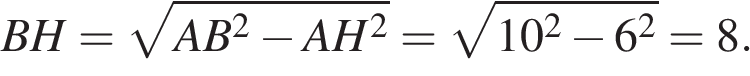 BH = √(AB² − AH²) = √(10² − 6²) = 8.